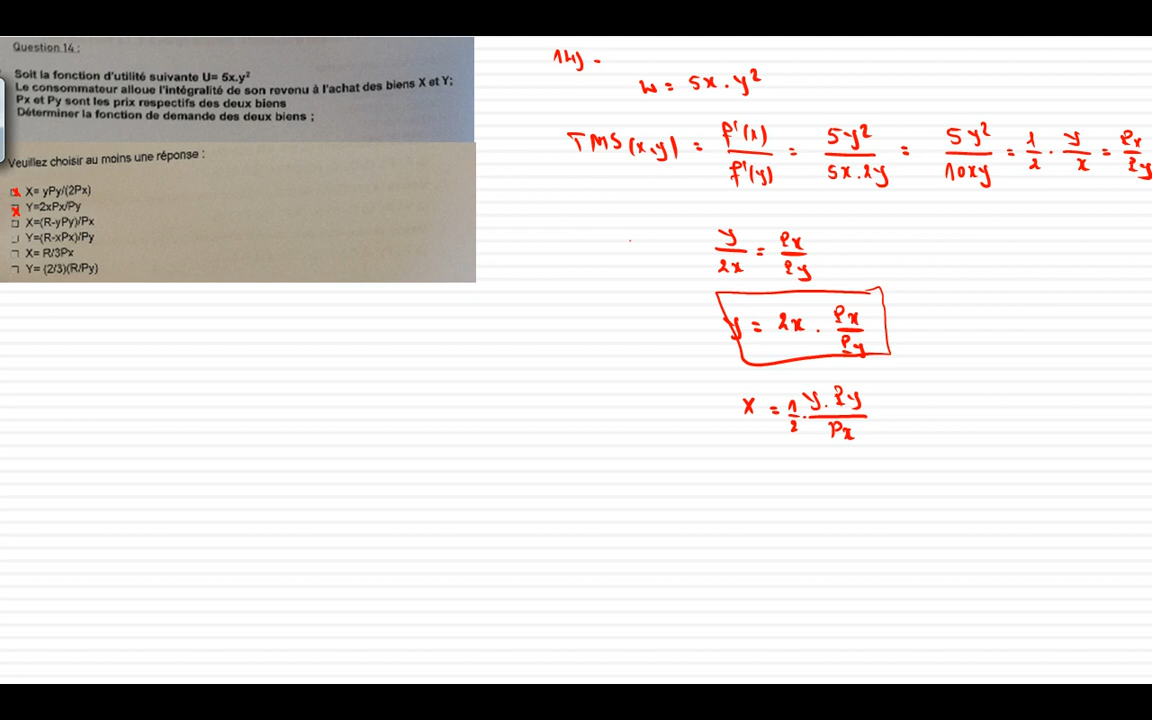 Question 14 :
Soit la fonction d'utilité suivante U= 5x.y²
Le consommateur alloue l'intégralité de son revenu à l'achat des biens X et Y;
Px et Py sont les prix respectifs des deux biens
Déterminer la fonction de demande des deux biens ;
Veuillez choisir au moins une réponse :
X= yPy/(2Px)
Y=2xPx/Py
X=(R-yPy)/Px
Y=(R-xPx)/Py
X= R/3Px
Y= (2/3)(R/Py)
14) -
u = 5x . y²
TMS(x,y) = f'(x)/f'(y) = 5y²/5x.2y = 5y²/10xy = 1/2 . y/x = Px/Py
y/2x = Px/Py
y = 2x . Px/Py
X = 1/2 . y.Py/Px